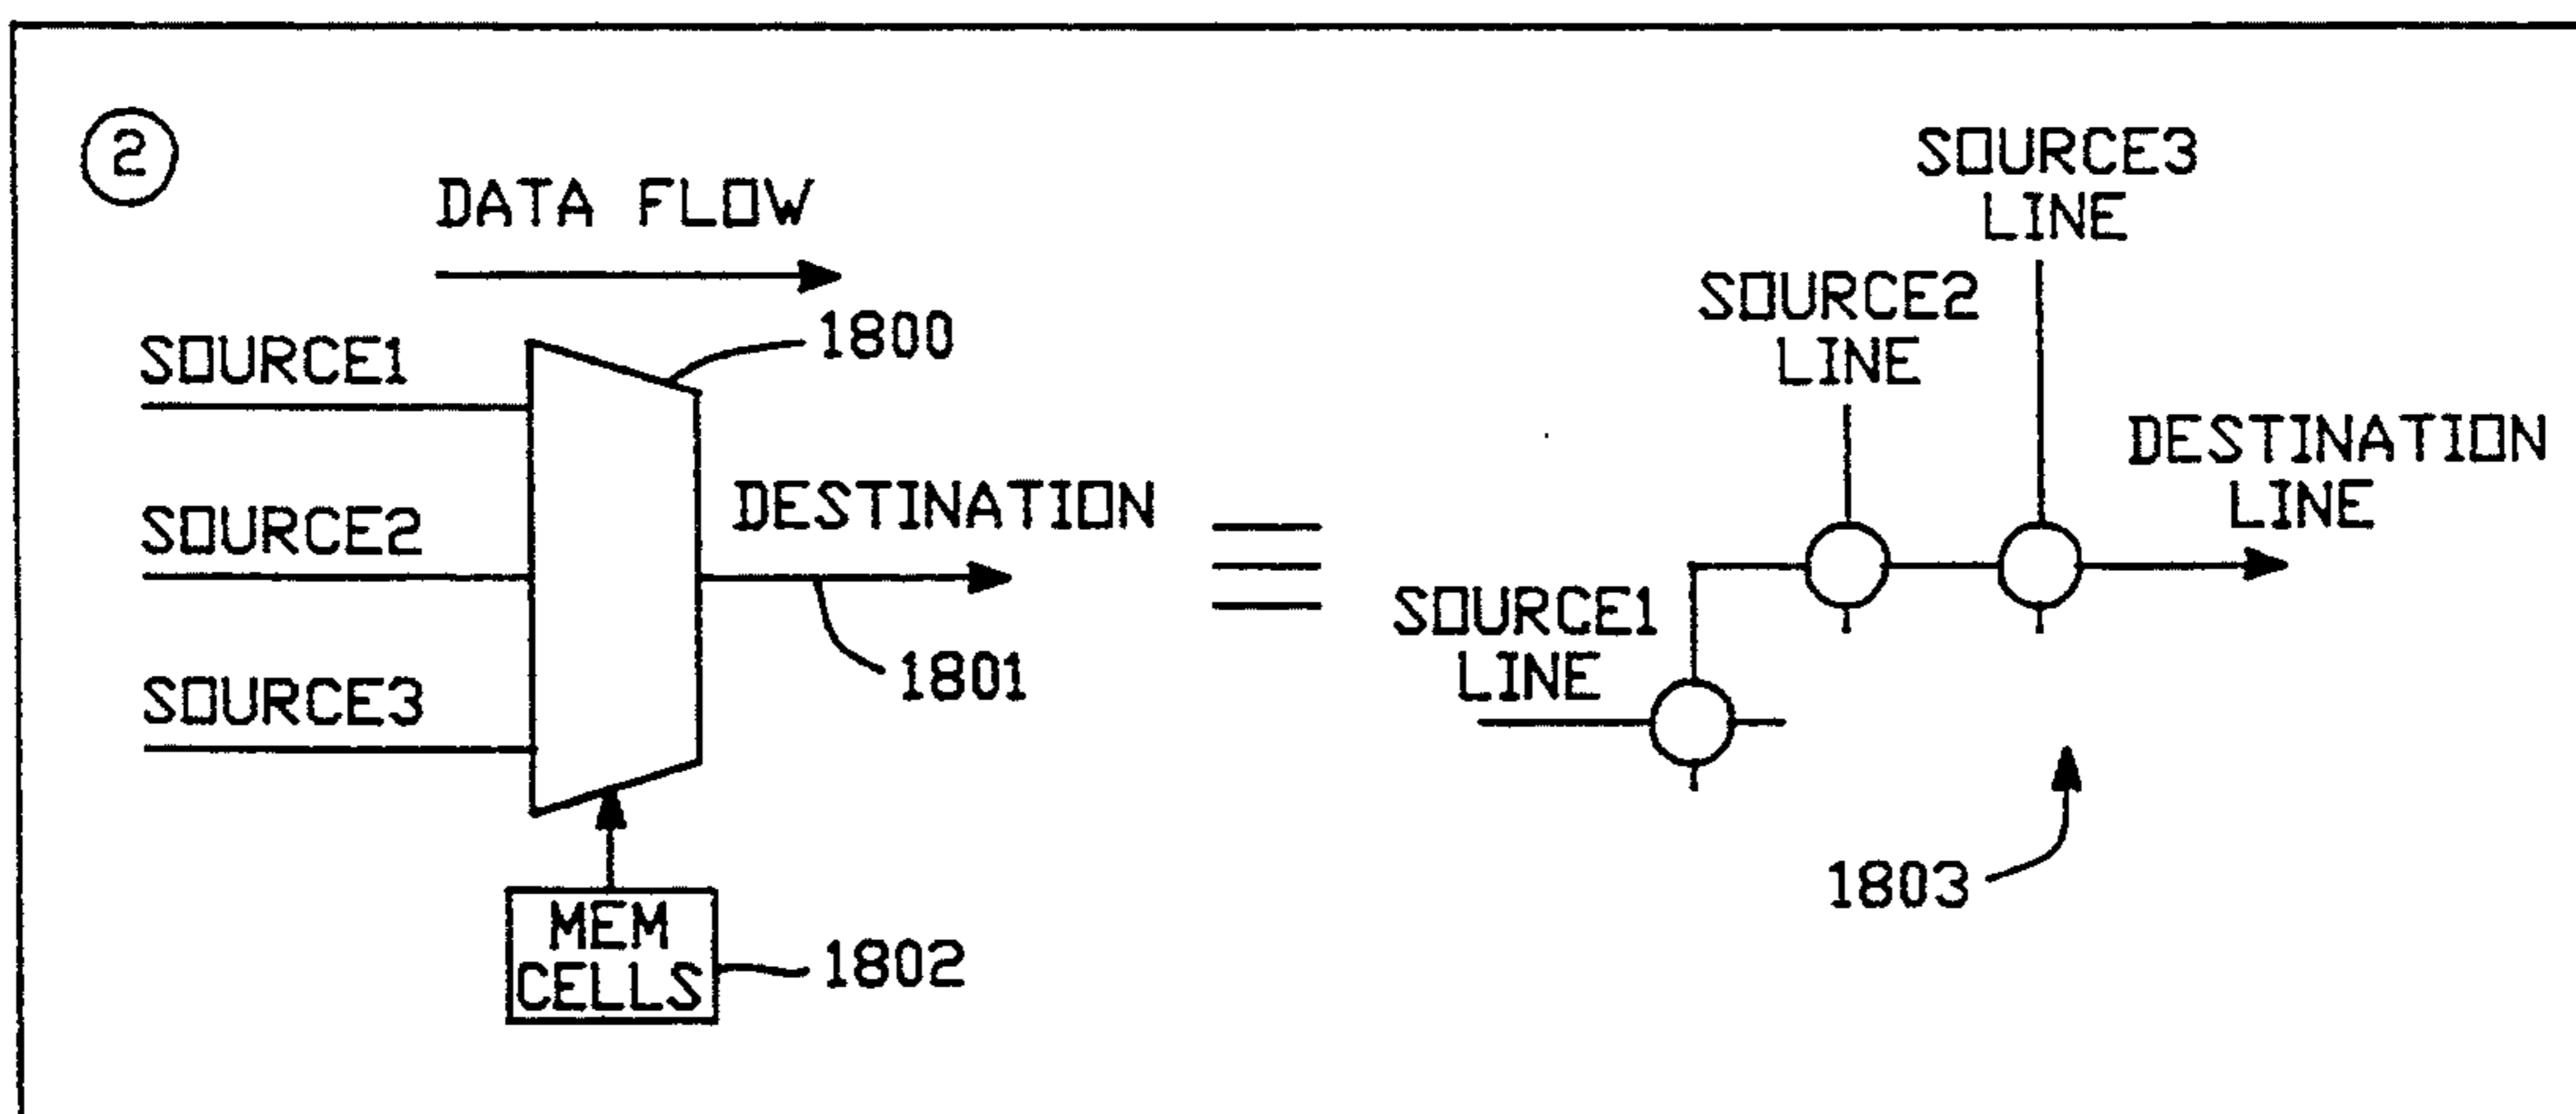 2
DATA FLOW
1800
SOURCE1
SOURCE2
SOURCE3
DESTINATION
1801
MEM
CELLS
1802
SOURCE1
LINE
SOURCE2
LINE
SOURCE3
LINE
DESTINATION
LINE
1803